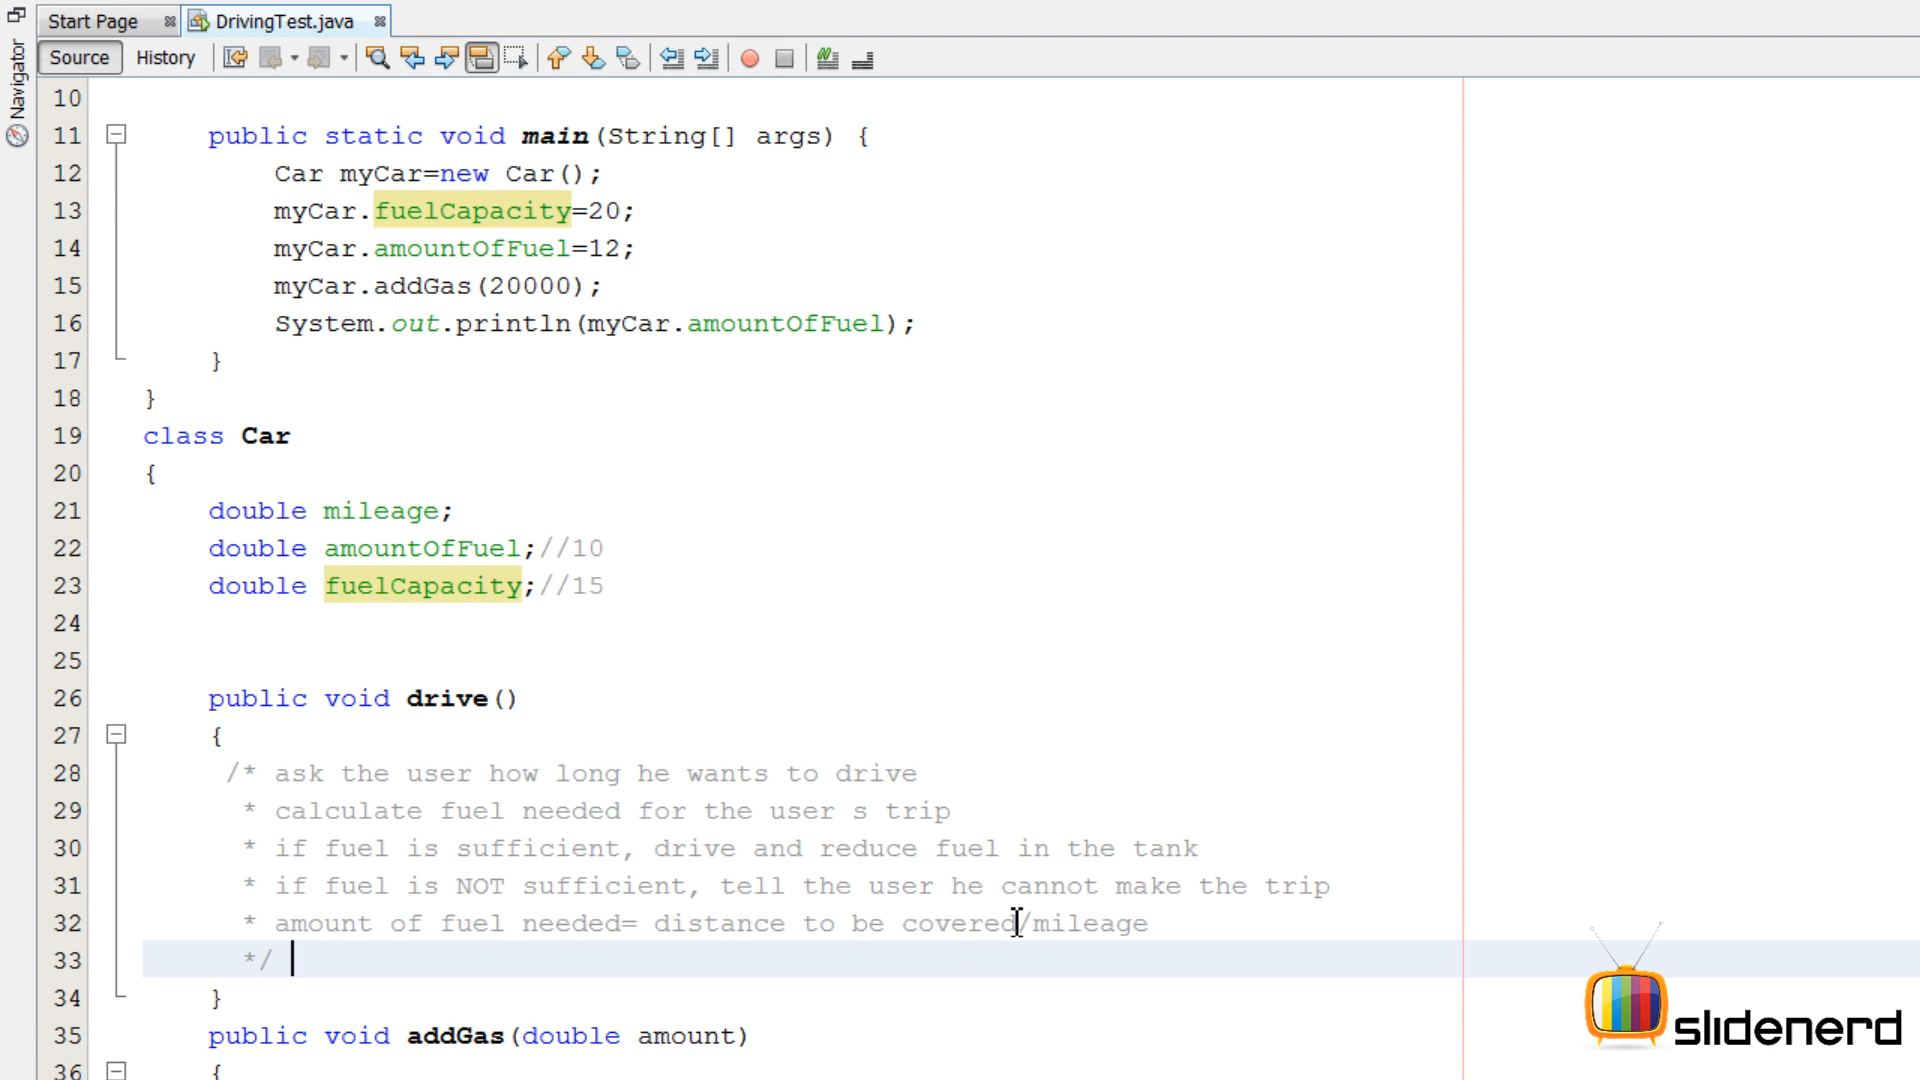 Start Page
DrivingTest.java
Source
History
Navigator
10
11 public static void main(String[] args) {
12 Car myCar=new Car();
13 myCar.fuelCapacity=20;
14 myCar.amountOfFuel=12;
15 myCar.addGas(20000);
16 System.out.println(myCar.amountOfFuel);
17 }
18 }
19 class Car
20 {
21 double mileage;
22 double amountOfFuel;//10
23 double fuelCapacity;//15
24
25
26 public void drive()
27 {
28 /* ask the user how long he wants to drive
29 * calculate fuel needed for the user s trip
30 * if fuel is sufficient, drive and reduce fuel in the tank
31 * if fuel is NOT sufficient, tell the user he cannot make the trip
32 * amount of fuel needed= distance to be covered/mileage
33 */
34 }
35 public void addGas(double amount)
36 {
slidenerd